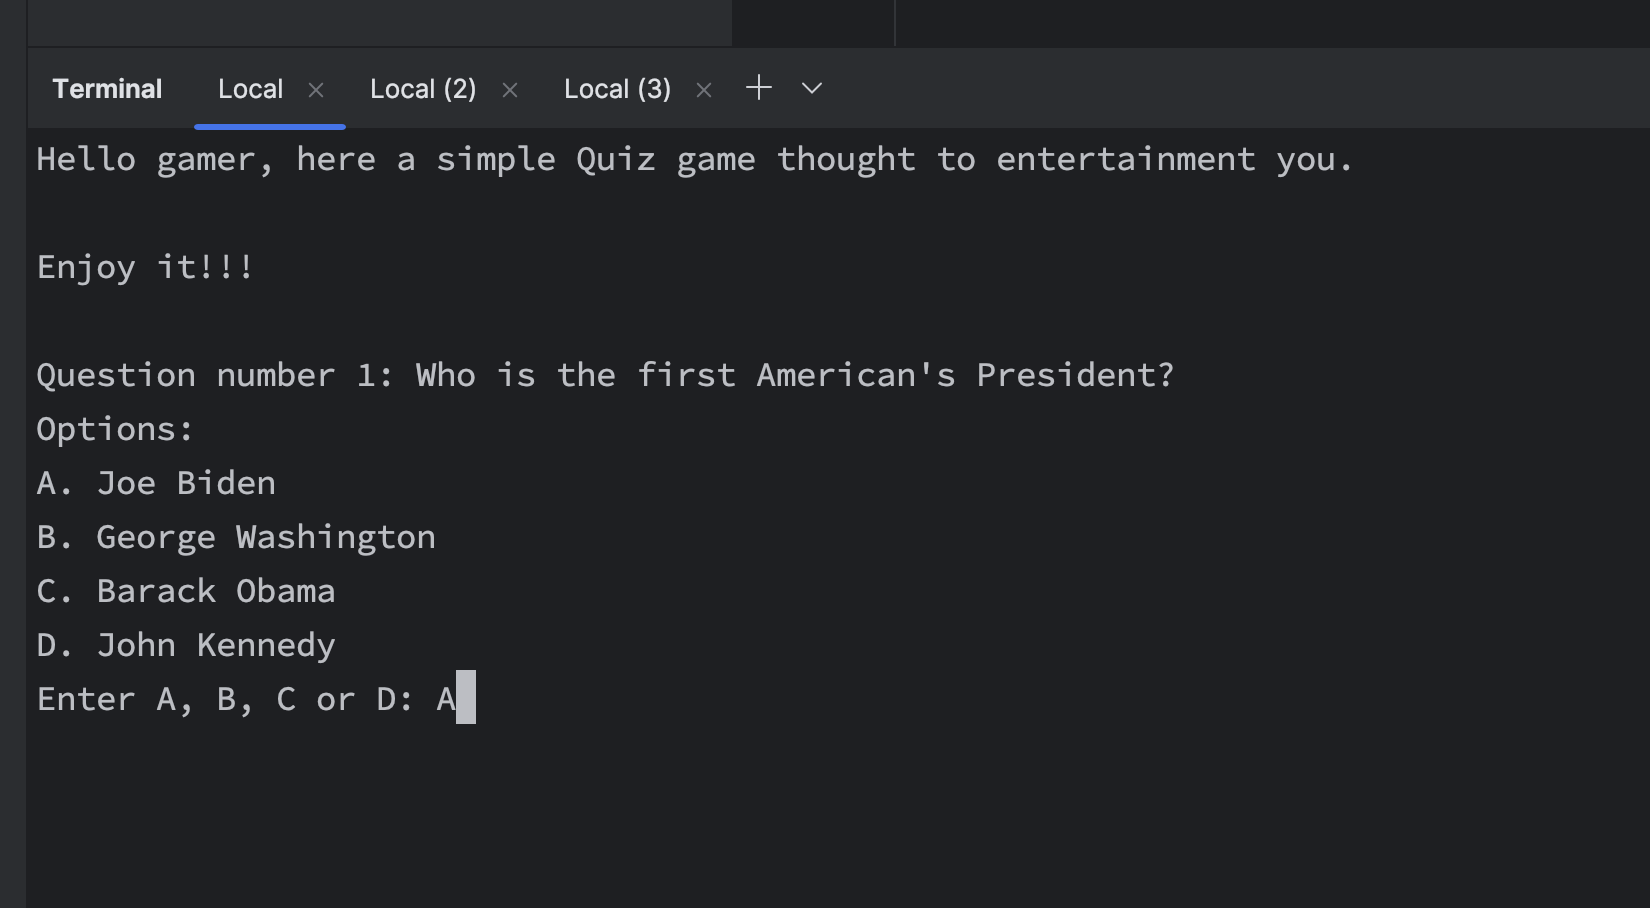 Terminal Local Local (2) Local (3)
Hello gamer, here a simple Quiz game thought to entertainment you.
Enjoy it!!!
Question number 1: Who is the first American's President?
Options:
A. Joe Biden
B. George Washington
C. Barack Obama
D. John Kennedy
Enter A, B, C or D: A